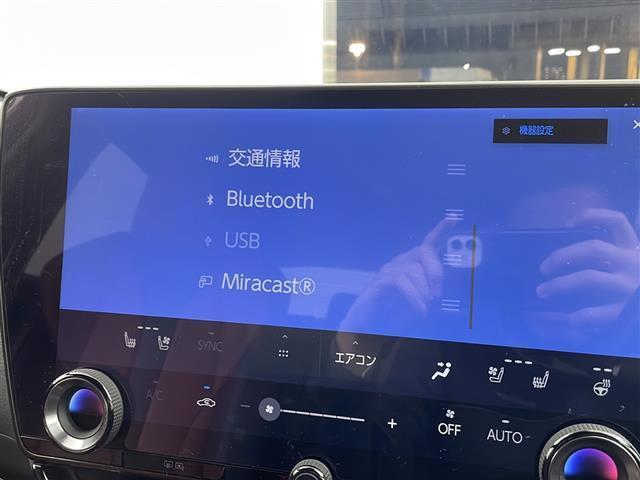 機器設定
×
交通情報
Bluetooth
USB
Miracast®
SYNC
エアコン
A/C
−
+
OFF
AUTO